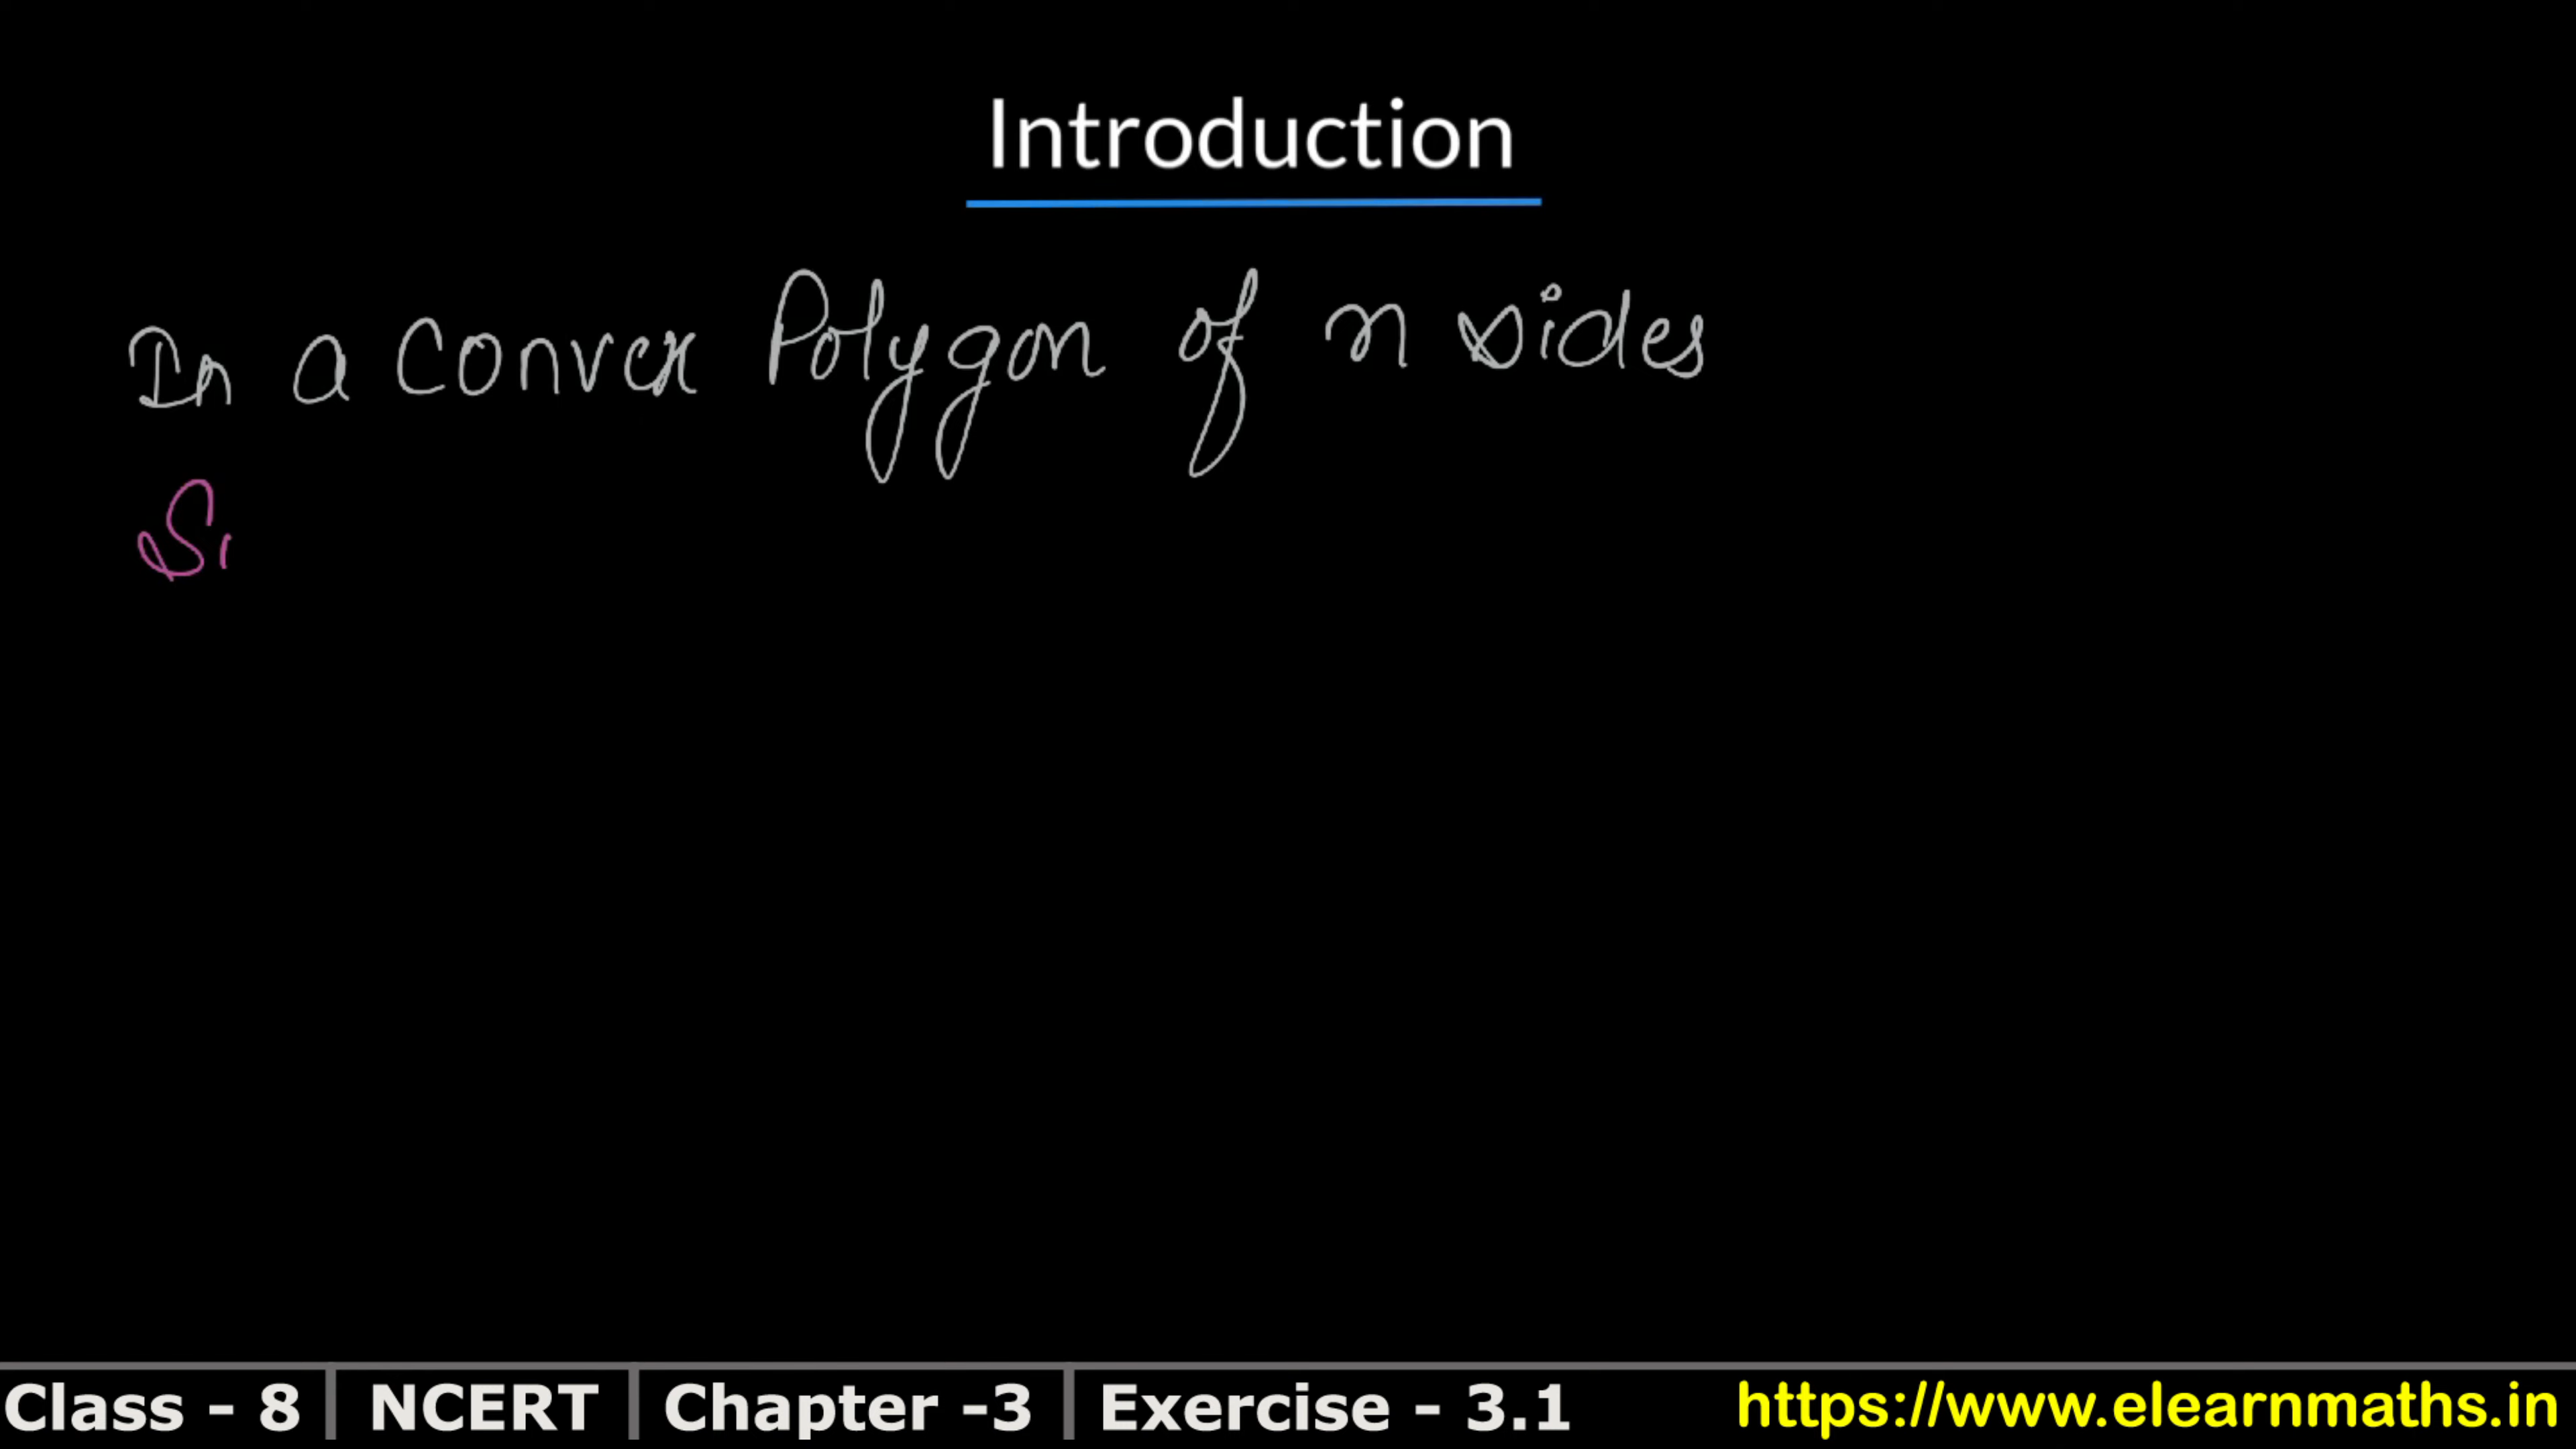 Introduction
In a convex Polygon of n sides
Class - 8 | NCERT | Chapter -3 | Exercise - 3.1 https://www.elearnmaths.in